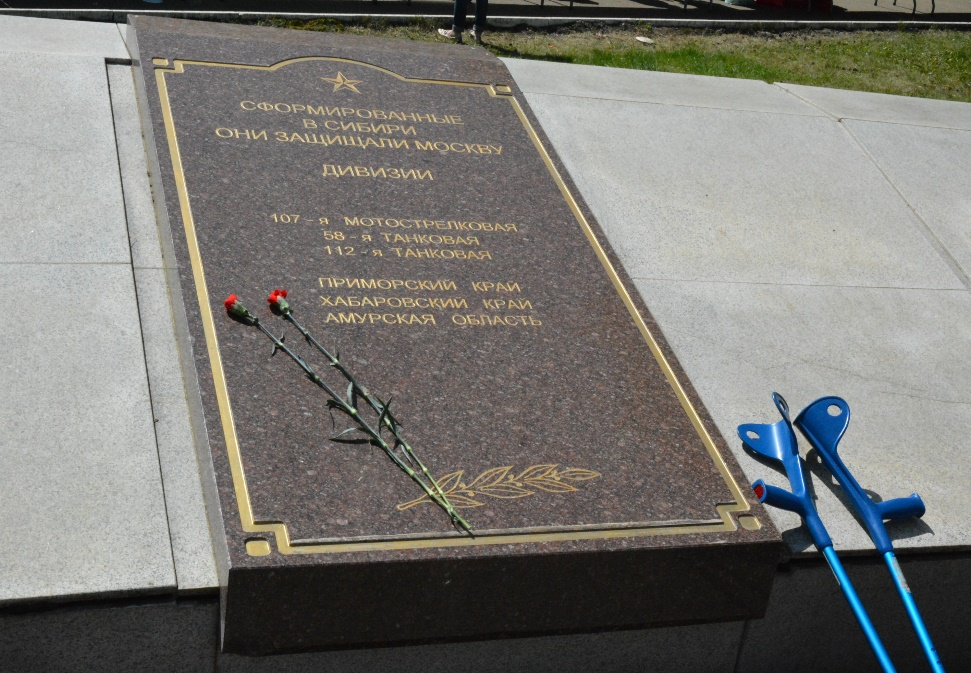 СФОРМИРОВАННЫЕ
В СИБИРИ
ОНИ ЗАЩИЩАЛИ МОСКВУ
ДИВИЗИИ
107-я МОТОСТРЕЛКОВАЯ
58-я ТАНКОВАЯ
112-я ТАНКОВАЯ
ПРИМОРСКИЙ КРАЙ
ХАБАРОВСКИЙ КРАЙ
АМУРСКАЯ ОБЛАСТЬ